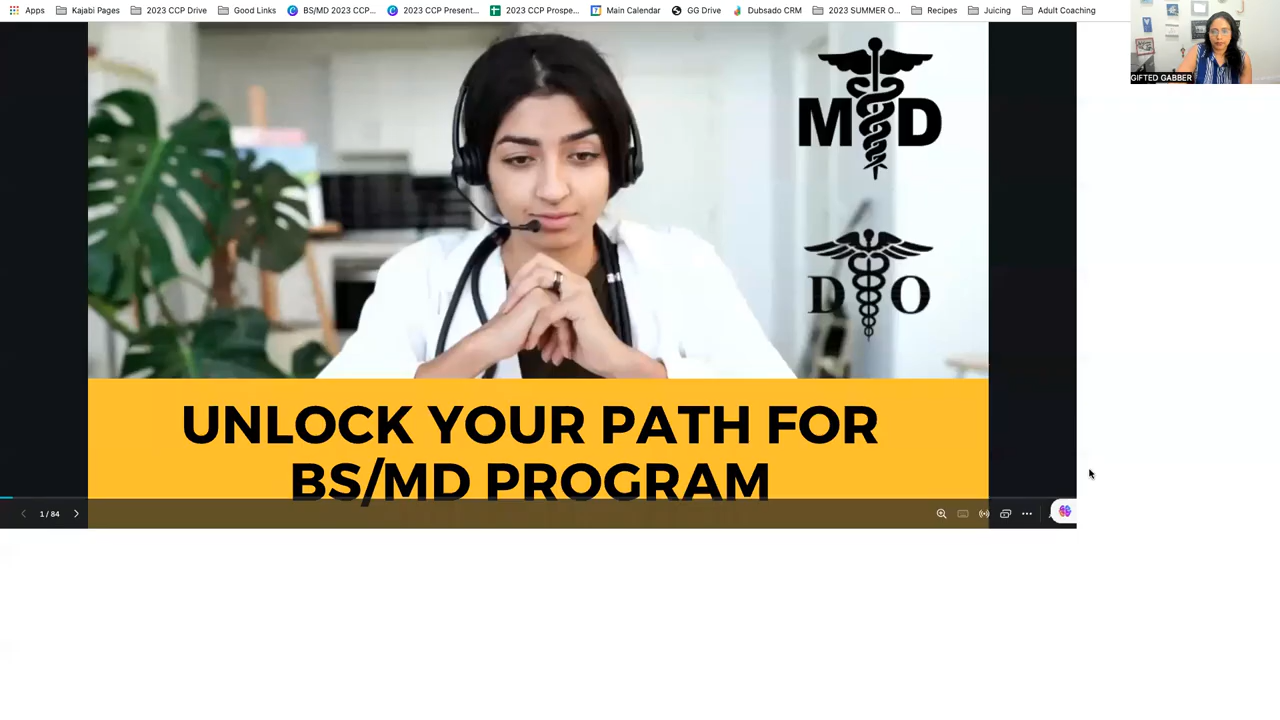 Apps Kajabi Pages 2023 CCP Drive Good Links BS/MD 2023 CCP... 2023 CCP Present... 2023 CCP Prospe... Main Calendar GG Drive Dubsado CRM 2023 SUMMER O... Recipes Juicing Adult Coaching
GIFTED GABBER
MD
DO
UNLOCK YOUR PATH FOR
BS/MD PROGRAM
1 / 84